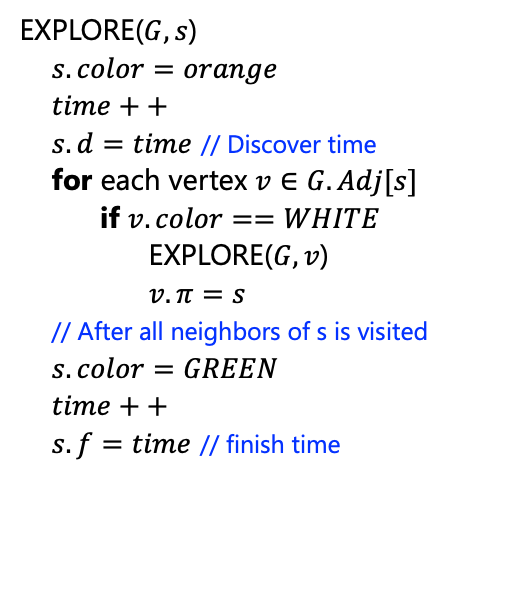 EXPLORE(G, s)
s.color = orange
time + +
s.d = time // Discover time
for each vertex v ∈ G.Adj[s]
if v.color == WHITE
EXPLORE(G, v)
v.π = s
// After all neighbors of s is visited
s.color = GREEN
time + +
s.f = time // finish time